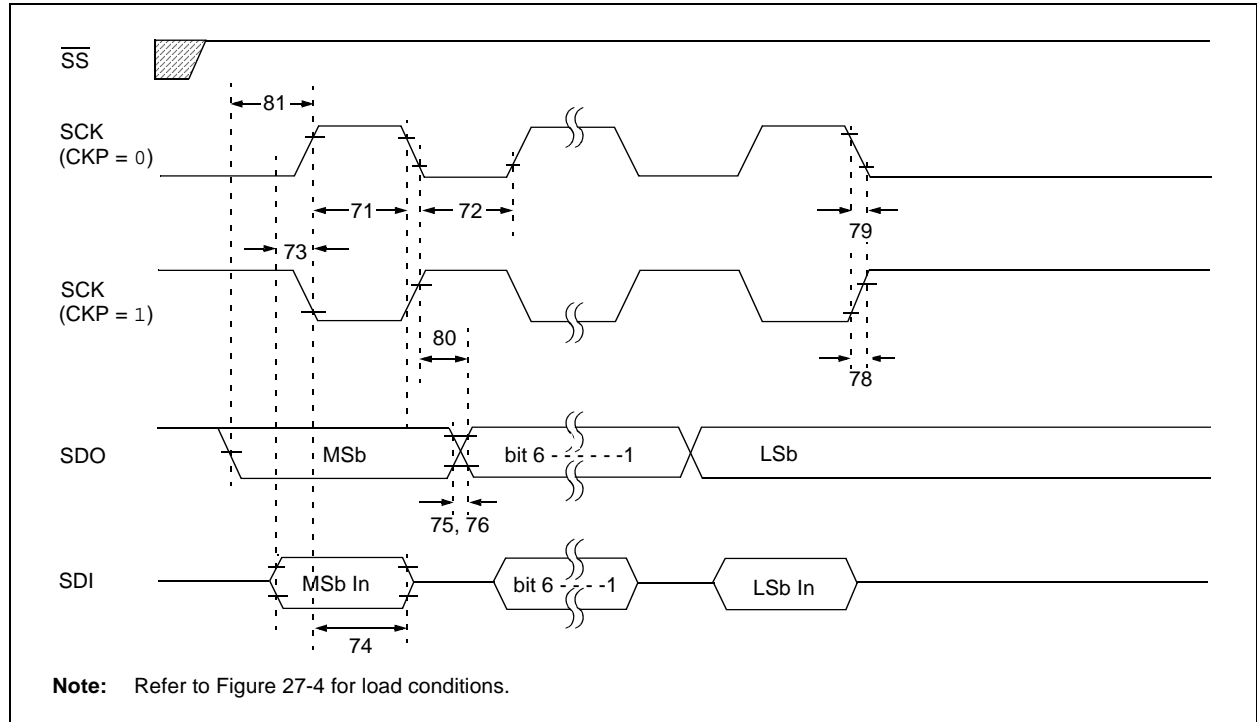 SS
81
SCK
(CKP = 0)
71
72
79
73
SCK
(CKP = 1)
80
78
SDO
MSb
bit 6 - - - - - - -1
LSb
75, 76
SDI
MSb In
bit 6 - - - - -1
LSb In
74
Note: Refer to Figure 27-4 for load conditions.